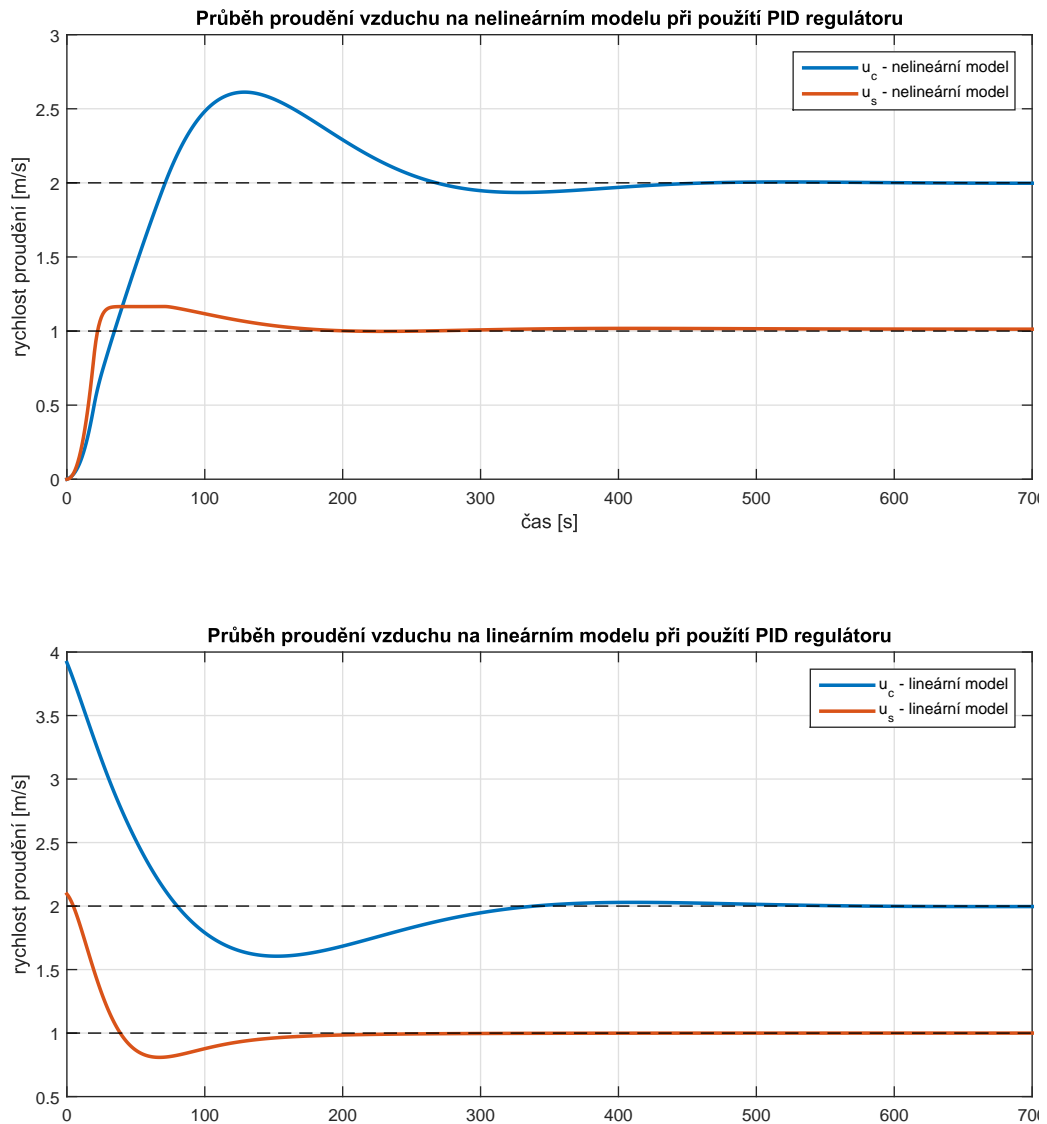 Průběh proudění vzduchu na nelineárním modelu při použítí PID regulátoru
3
2.5
2
1.5
1
0.5
0
rychlost proudění [m/s]
u_c - nelineární model
u_s - nelineární model
0 100 200 300 400 500 600 700
čas [s]
Průběh proudění vzduchu na lineárním modelu při použítí PID regulátoru
4
3.5
3
2.5
2
1.5
1
0.5
rychlost proudění [m/s]
u_c - lineární model
u_s - lineární model
0 100 200 300 400 500 600 700